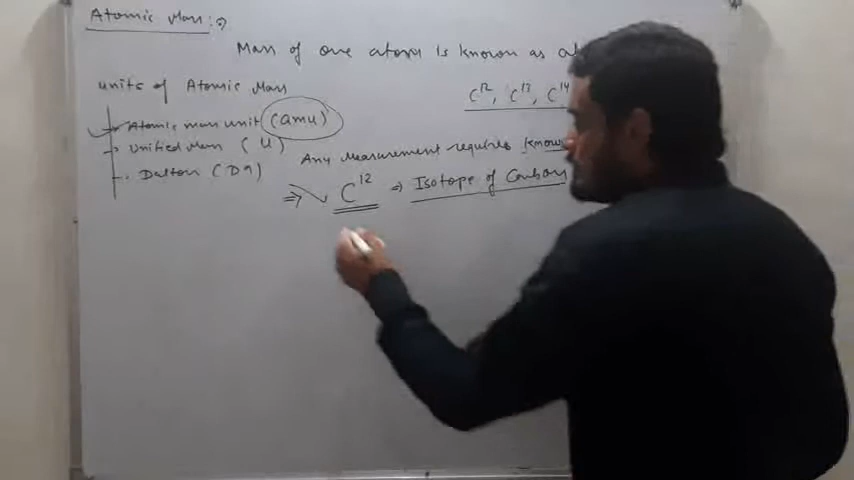 Atomic Mass :→
Mass of one atom is known as
units of Atomic Mass
C12, C13, C14
Atomic mass unit (amu)
Unified Mass (U)
Any measurement requires known
Dalton (Da)
⇒ C12 ⇒ Isotope of Carbon